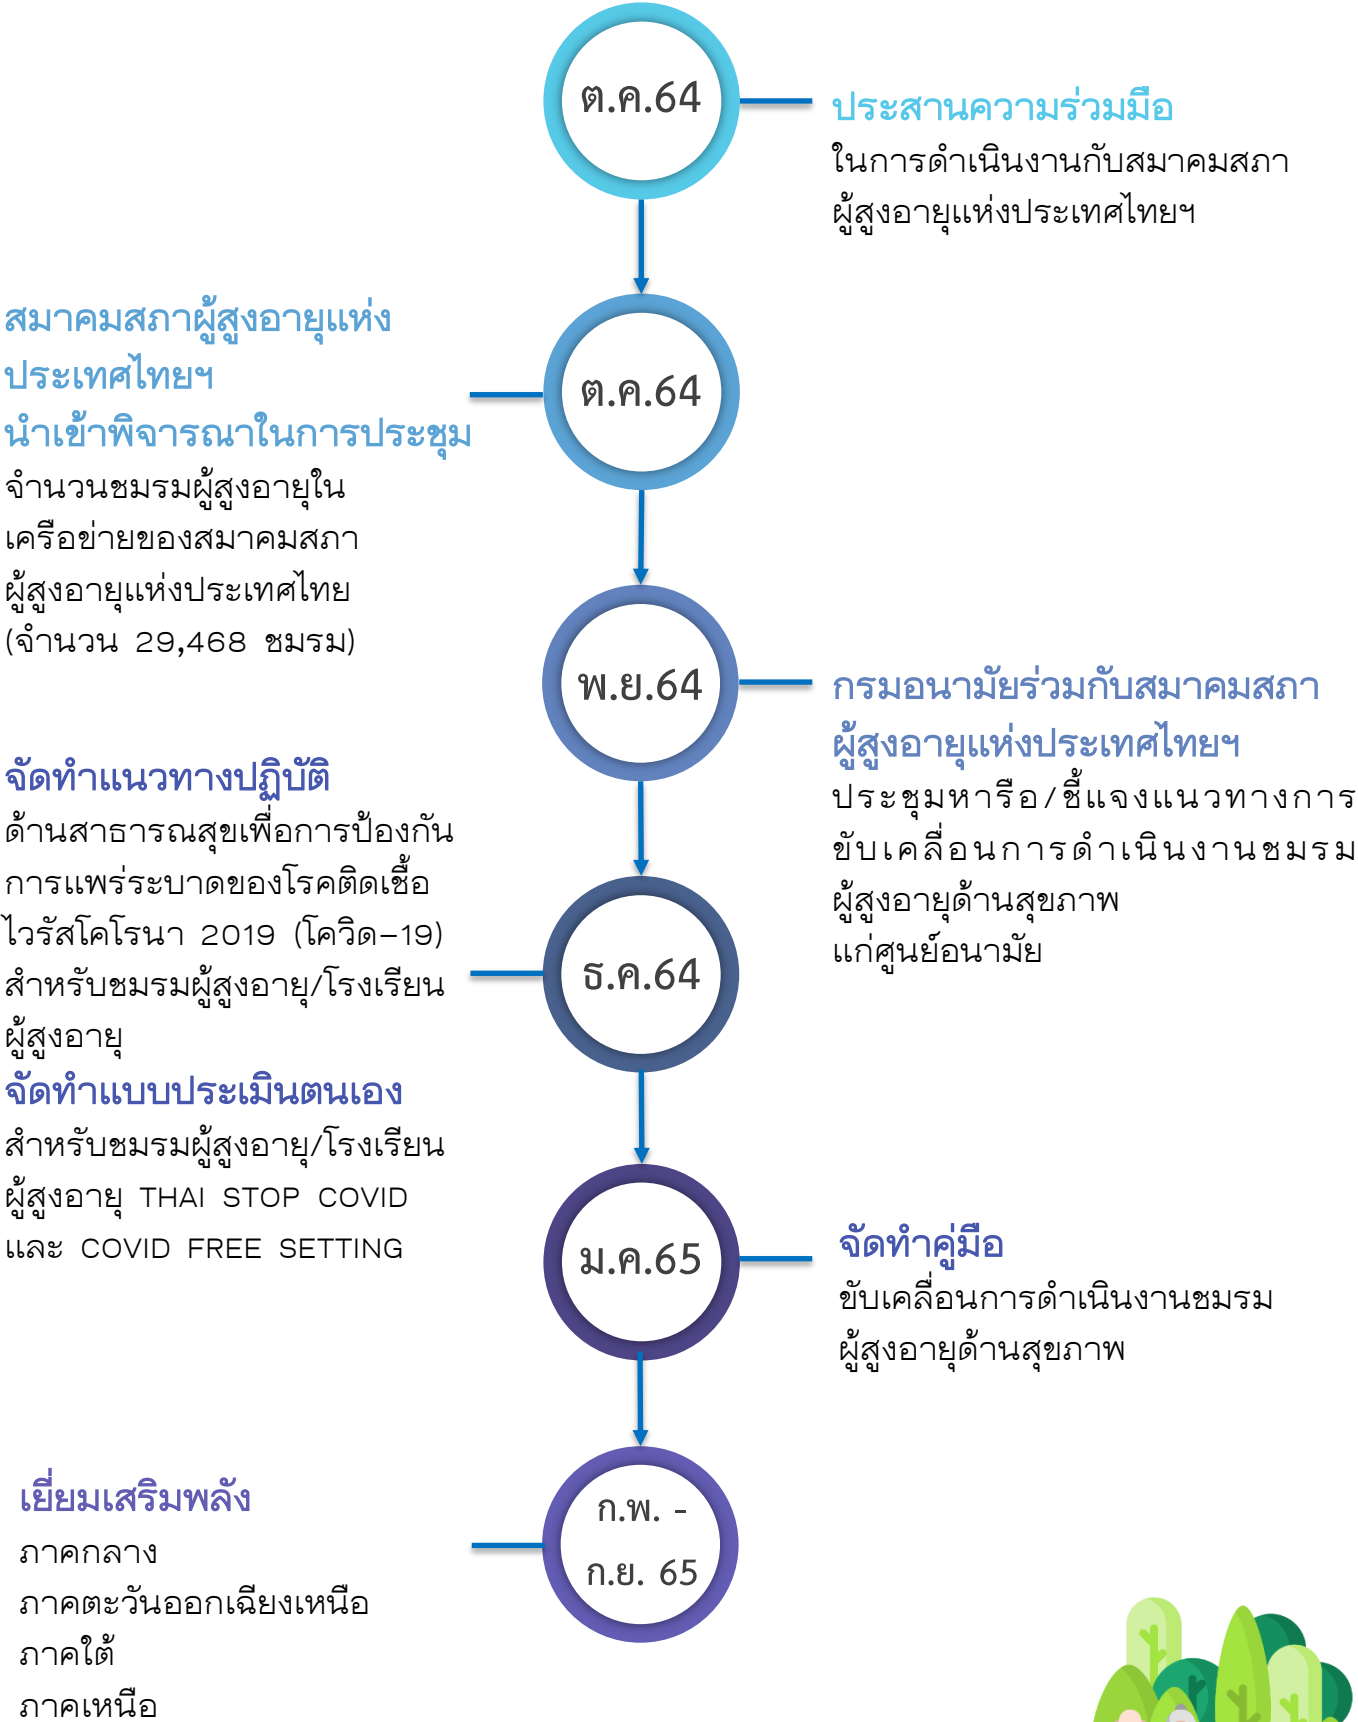 ต.ค.64
ประสานความร่วมมือ
ในการดำเนินงานกับสมาคมสภา
ผู้สูงอายุแห่งประเทศไทยฯ
ต.ค.64
สมาคมสภาผู้สูงอายุแห่ง
ประเทศไทยฯ
นำเข้าพิจารณาในการประชุม
จำนวนชมรมผู้สูงอายุใน
เครือข่ายของสมาคมสภา
ผู้สูงอายุแห่งประเทศไทย
(จำนวน 29,468 ชมรม)
พ.ย.64
กรมอนามัยร่วมกับสมาคมสภา
ผู้สูงอายุแห่งประเทศไทยฯ
ประชุมหารือ/ชี้แจงแนวทางการ
ขับเคลื่อนการดำเนินงานชมรม
ผู้สูงอายุด้านสุขภาพ
แก่ศูนย์อนามัย
ธ.ค.64
จัดทำแนวทางปฏิบัติ
ด้านสาธารณสุขเพื่อการป้องกัน
การแพร่ระบาดของโรคติดเชื้อ
ไวรัสโคโรนา 2019 (โควิด-19)
สำหรับชมรมผู้สูงอายุ/โรงเรียน
ผู้สูงอายุ
จัดทำแบบประเมินตนเอง
สำหรับชมรมผู้สูงอายุ/โรงเรียน
ผู้สูงอายุ THAI STOP COVID
และ COVID FREE SETTING
ม.ค.65
จัดทำคู่มือ
ขับเคลื่อนการดำเนินงานชมรม
ผู้สูงอายุด้านสุขภาพ
ก.พ. -
ก.ย. 65
เยี่ยมเสริมพลัง
ภาคกลาง
ภาคตะวันออกเฉียงเหนือ
ภาคใต้
ภาคเหนือ